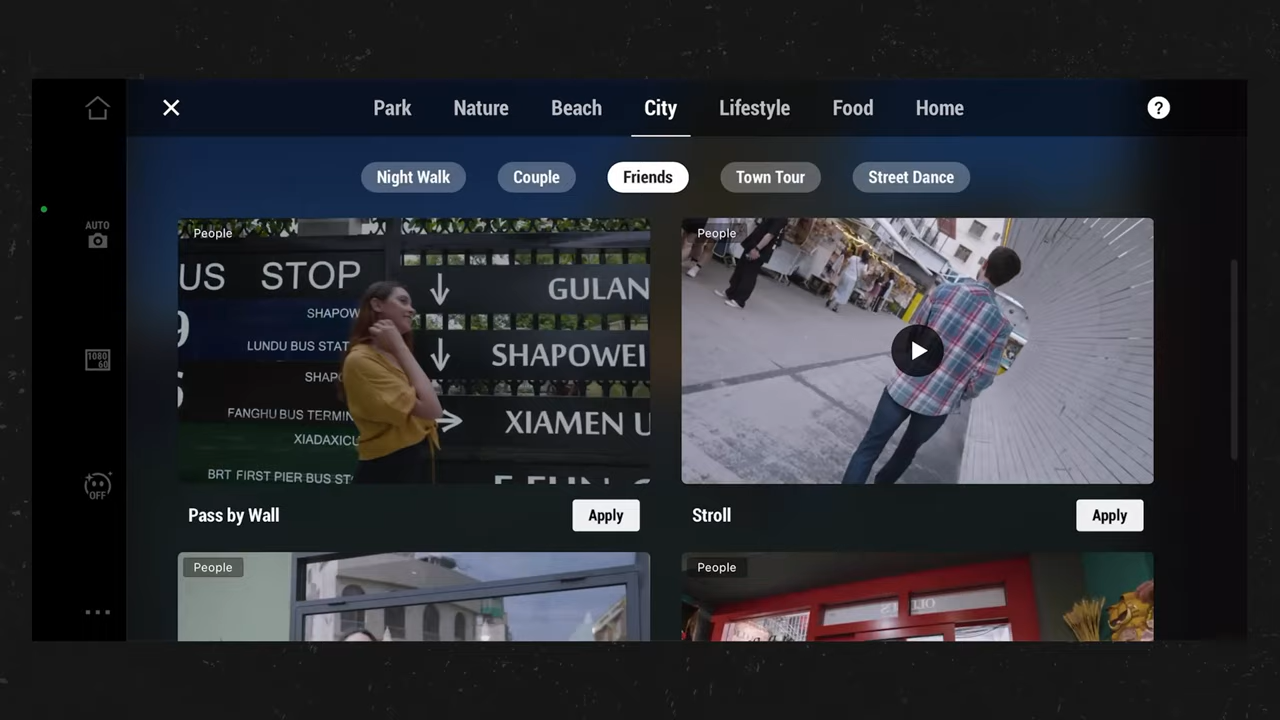 Park Nature Beach City Lifestyle Food Home ?
Night Walk Couple Friends Town Tour Street Dance
AUTO
1080
60
OFF
People
US STOP
9
SHAPOW
LUNDU BUS STAT
SHAP
FANGHU BUS TERMIN
XIADAXICU
BRT FIRST PIER BUS ST
GULAN
SHAPOWEI
XIAMEN U
Pass by Wall
Apply
People
Stroll
Apply
People
People